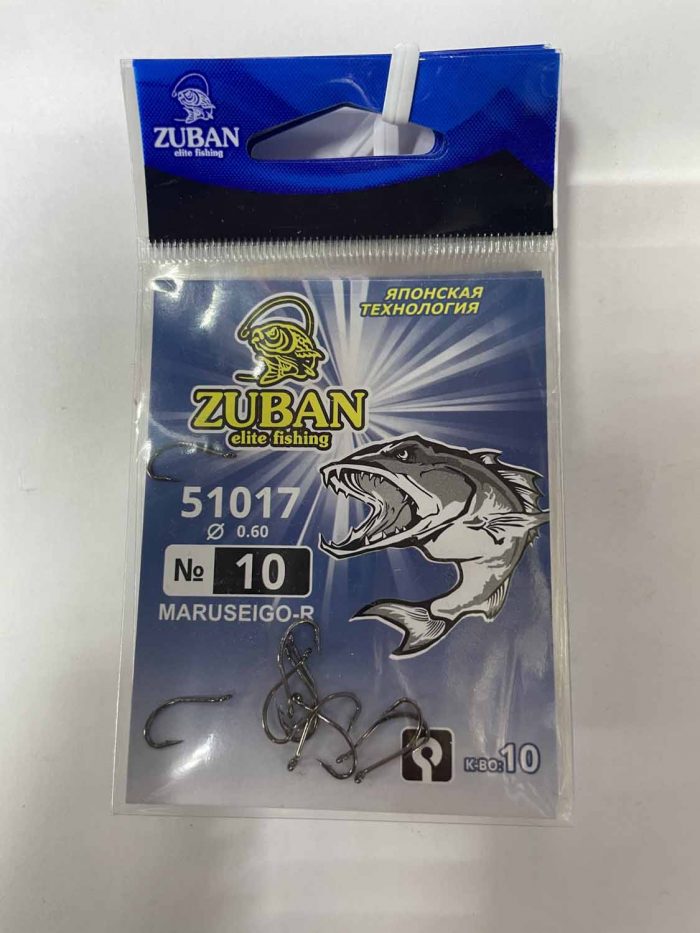 ZUBAN
elite fishing
ЯПОНСКАЯ
ТЕХНОЛОГИЯ
ZUBAN
elite fishing
51017
Ø 0.60
№ 10
MARUSEIGO-R
К-ВО: 10